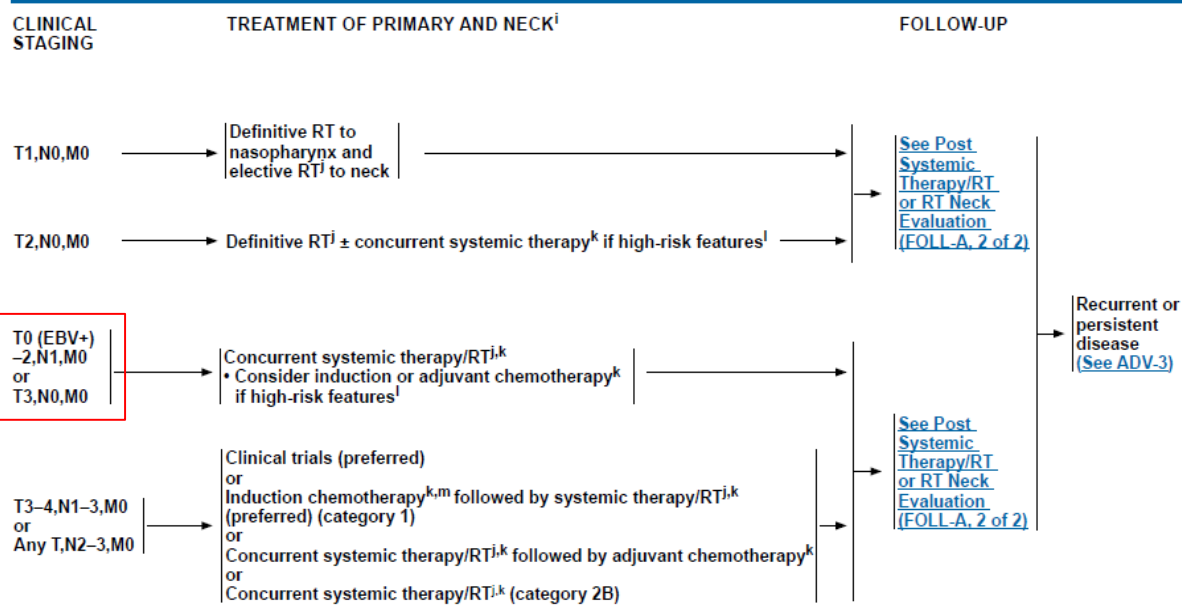 CLINICAL
STAGING
TREATMENT OF PRIMARY AND NECKi
FOLLOW-UP
T1,N0,M0
Definitive RT to
nasopharynx and
elective RTj to neck
T2,N0,M0
Definitive RTj ± concurrent systemic therapyk if high-risk featuresl
See Post
Systemic
Therapy/RT
or RT Neck
Evaluation
(FOLL-A, 2 of 2)
T0 (EBV+)
–2,N1,M0
or
T3,N0,M0
Concurrent systemic therapy/RTj,k
• Consider induction or adjuvant chemotherapyk
if high-risk featuresl
T3–4,N1–3,M0
or
Any T,N2–3,M0
Clinical trials (preferred)
or
Induction chemotherapyk,m followed by systemic therapy/RTj,k
(preferred) (category 1)
or
Concurrent systemic therapy/RTj,k followed by adjuvant chemotherapyk
or
Concurrent systemic therapy/RTj,k (category 2B)
See Post
Systemic
Therapy/RT
or RT Neck
Evaluation
(FOLL-A, 2 of 2)
Recurrent or
persistent
disease
(See ADV-3)